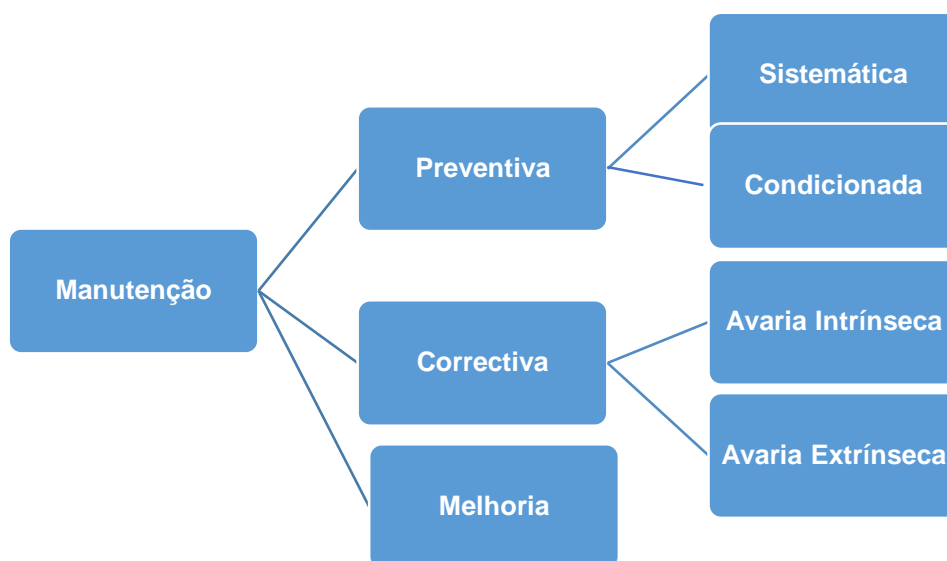 Manutenção
Preventiva
Sistemática
Condicionada
Correctiva
Avaria Intrínseca
Avaria Extrínseca
Melhoria